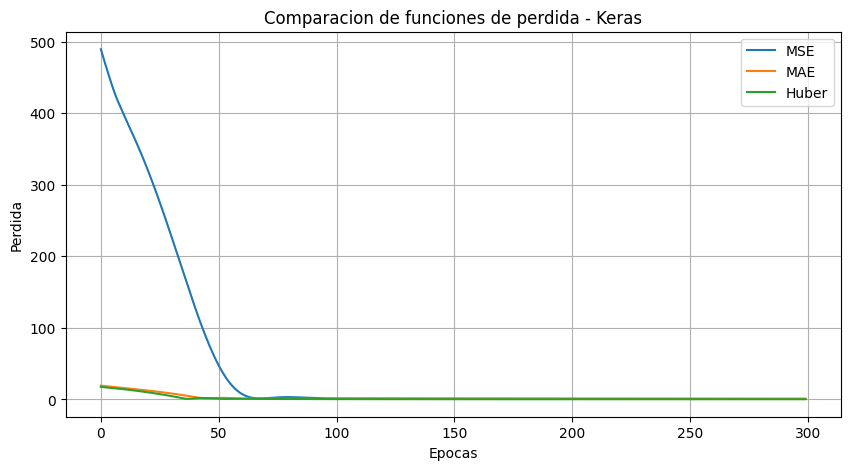 Comparacion de funciones de perdida - Keras
MSE
MAE
Huber
Perdida
500
400
300
200
100
0
0
50
100
150
200
250
300
Epocas